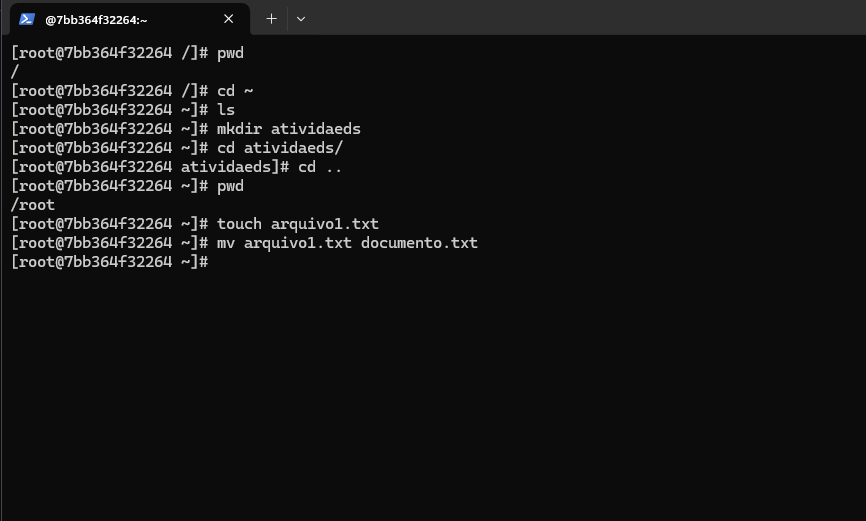 @7bb364f32264:~
[root@7bb364f32264 /]# pwd
/
[root@7bb364f32264 /]# cd ~
[root@7bb364f32264 ~]# ls
[root@7bb364f32264 ~]# mkdir atividaeds
[root@7bb364f32264 ~]# cd atividaeds/
[root@7bb364f32264 atividaeds]# cd ..
[root@7bb364f32264 ~]# pwd
/root
[root@7bb364f32264 ~]# touch arquivo1.txt
[root@7bb364f32264 ~]# mv arquivo1.txt documento.txt
[root@7bb364f32264 ~]#